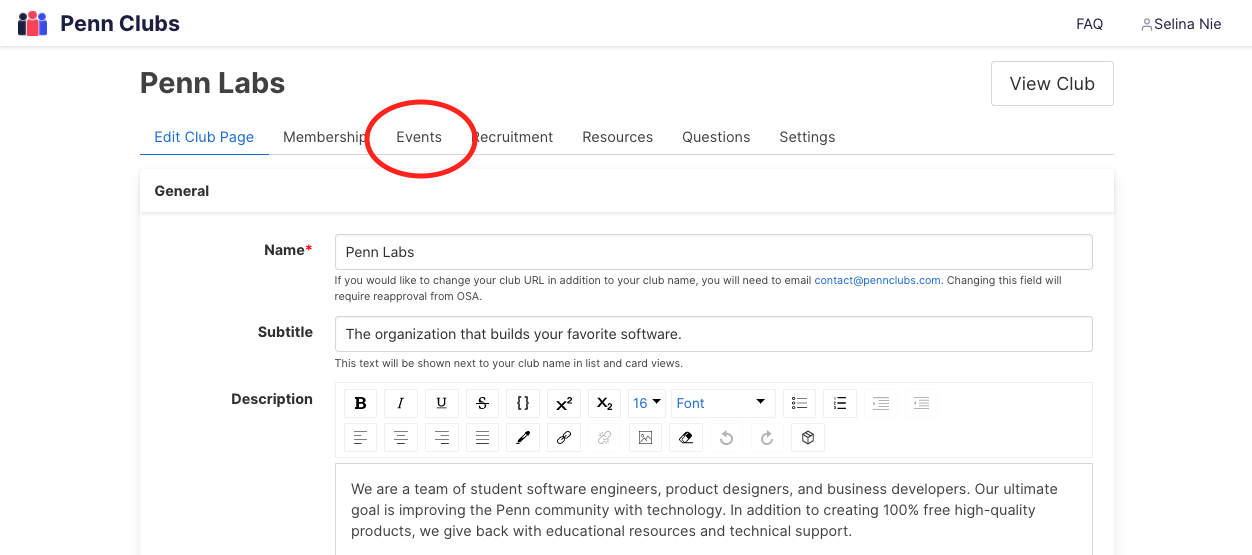 Penn Clubs
FAQ Selina Nie
Penn Labs
View Club
Edit Club Page Membership Events Recruitment Resources Questions Settings
General
Name*
Penn Labs
If you would like to change your club URL in addition to your club name, you will need to email contact@pennclubs.com. Changing this field will
require reapproval from OSA.
Subtitle
The organization that builds your favorite software.
This text will be shown next to your club name in list and card views.
Description
B I U S {} X² X₂ 16 Font
We are a team of student software engineers, product designers, and business developers. Our ultimate
goal is improving the Penn community with technology. In addition to creating 100% free high-quality
products, we give back with educational resources and technical support.